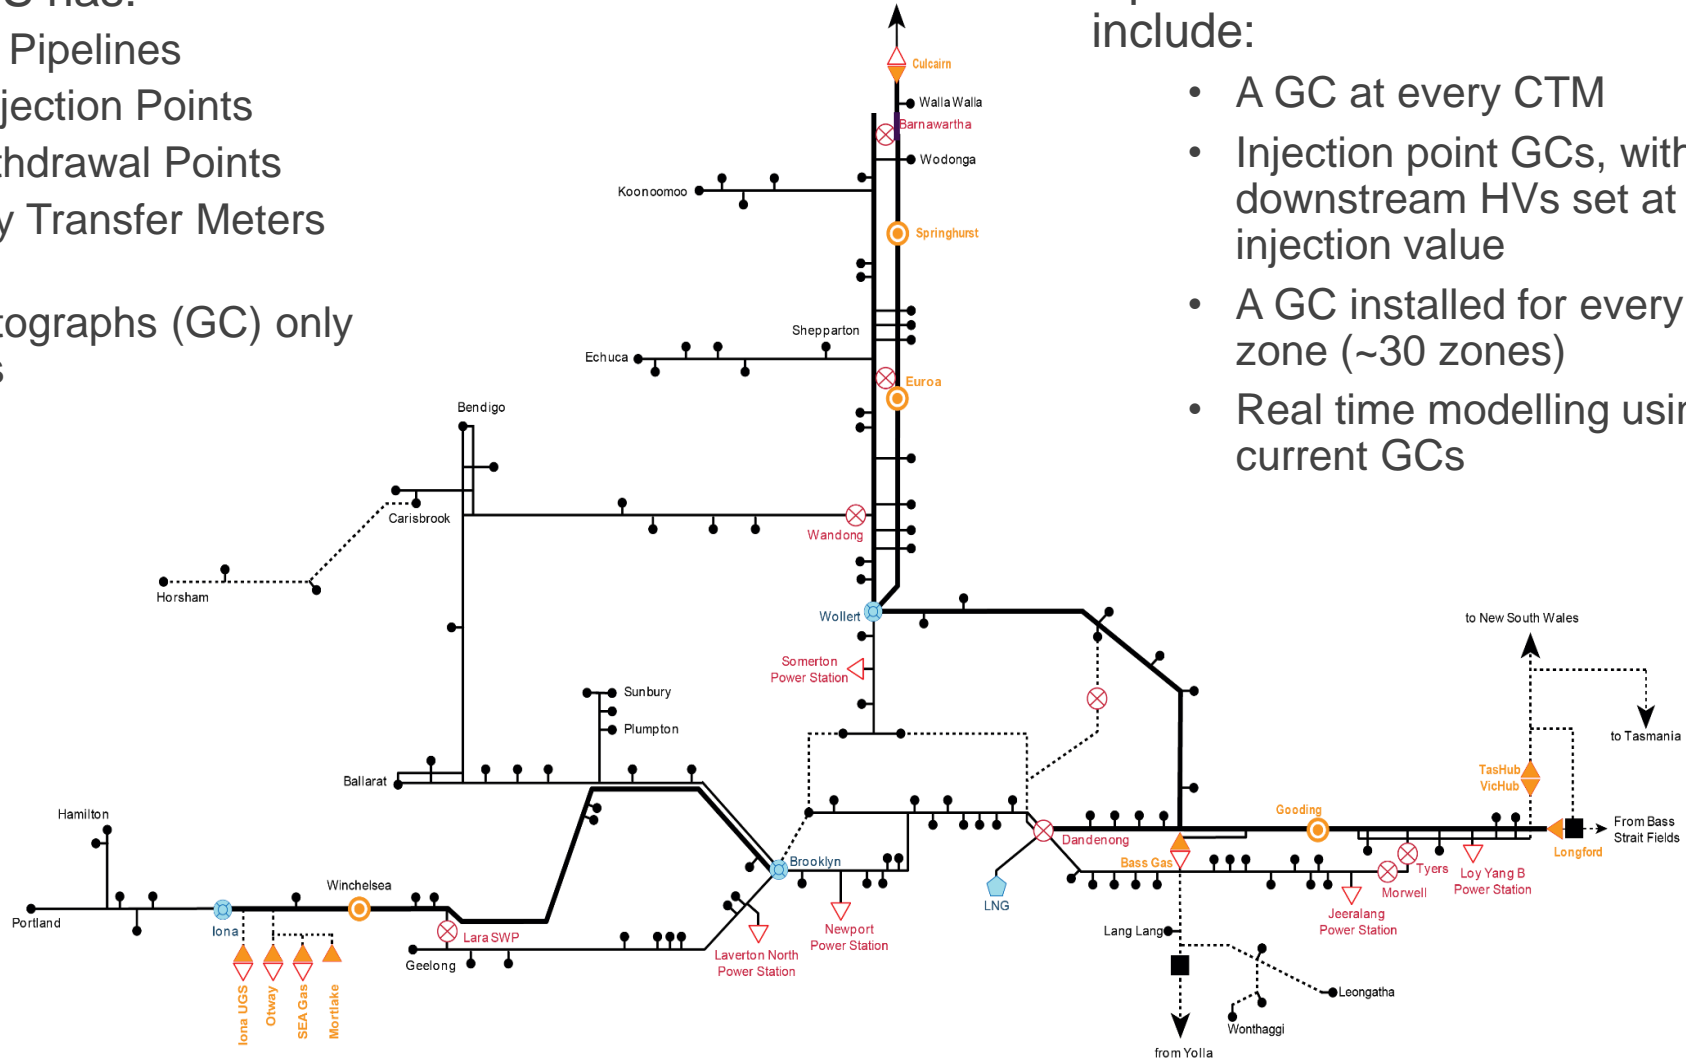 Pipelines
jection Points
thdrawal Points
y Transfer Meters
tographs (GC) only
s
include:
• A GC at every CTM
• Injection point GCs, with
downstream HVs set at
injection value
• A GC installed for every
zone (~30 zones)
• Real time modelling usin
current GCs
Culcairn
Walla Walla
Barnawartha
Wodonga
Koonoomoo
Springhurst
Shepparton
Echuca
Euroa
Bendigo
Carisbrook
Wandong
Horsham
Wollert
to New South Wales
Somerton
Power Station
Sunbury
Plumpton
to Tasmania
Ballarat
TasHub
VicHub
Hamilton
Gooding
From Bass
Strait Fields
Dandenong
Longford
Brooklyn
Bass Gas
Tyers
Loy Yang B
Power Station
Winchelsea
Morwell
LNG
Portland
Iona
Lara SWP
Jeeralang
Power Station
Newport
Power Station
Lang Lang
Geelong
Laverton North
Power Station
Iona UGS
Otway
SEA Gas
Mortlake
Leongatha
Wonthaggi
from Yolla